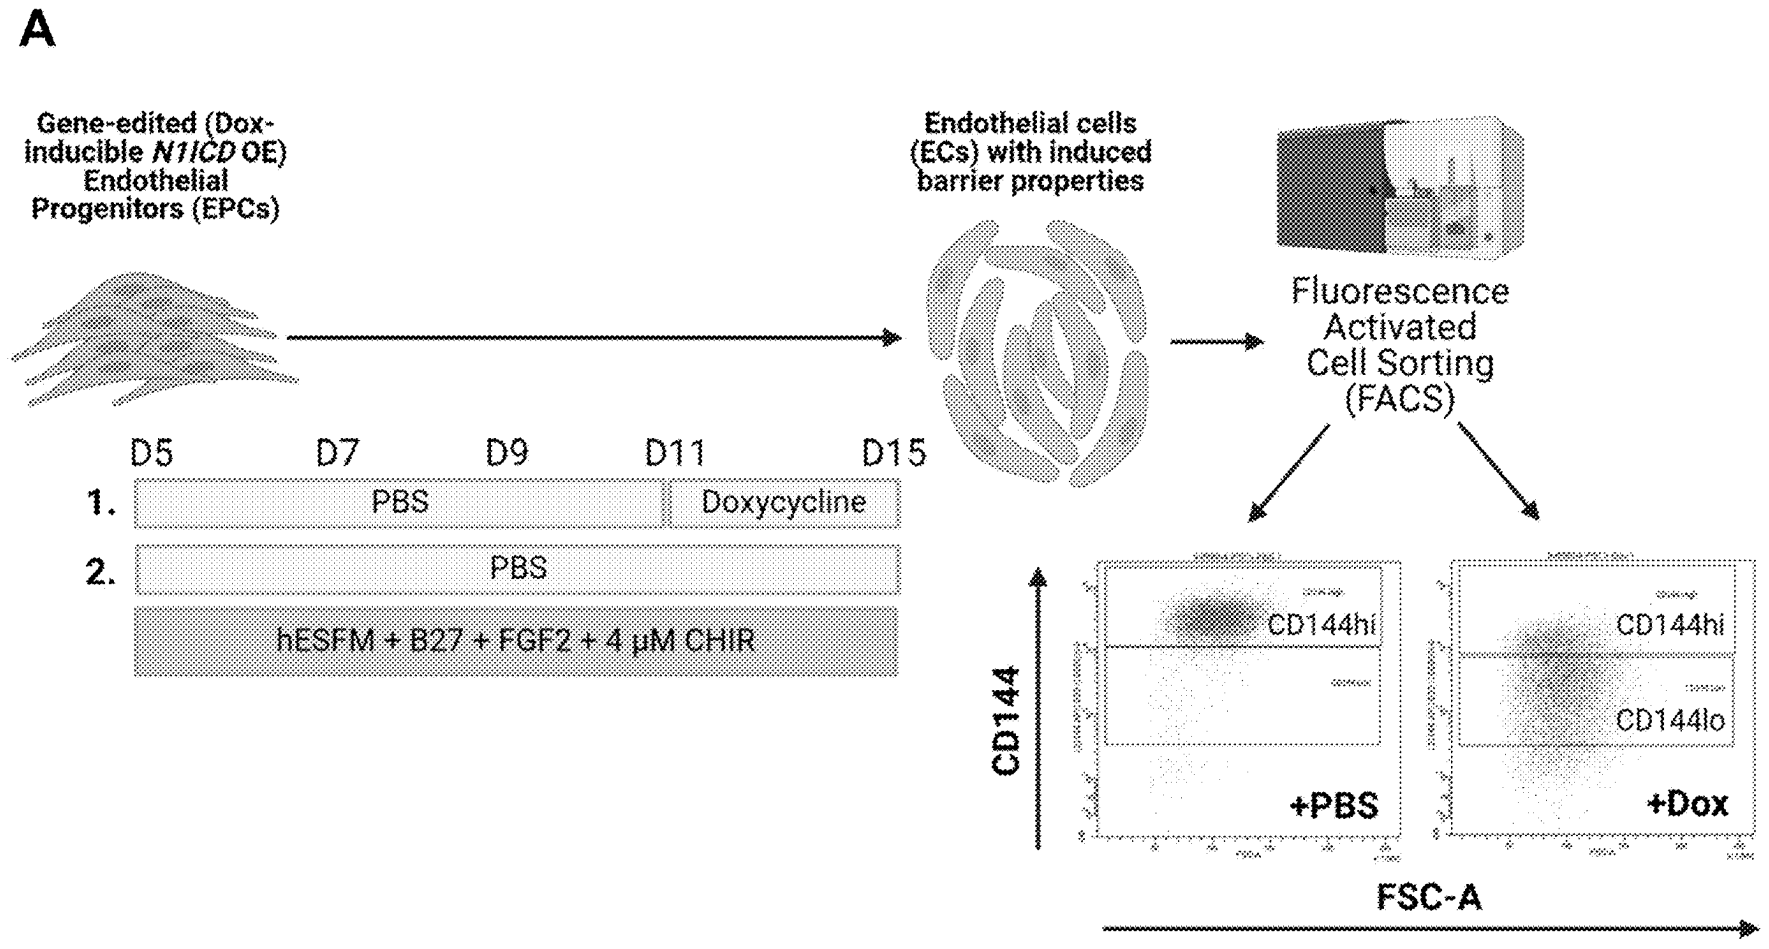 A
Gene-edited (Dox-
inducible N1ICD OE)
Endothelial
Progenitors (EPCs)
Endothelial cells
(ECs) with induced
barrier properties
Fluorescence
Activated
Cell Sorting
(FACS)
D5 D7 D9 D11 D15
1. PBS Doxycycline
2. PBS
hESFM + B27 + FGF2 + 4 µM CHIR
CD144
CD144hi
+PBS
CD144hi
CD144lo
+Dox
FSC-A